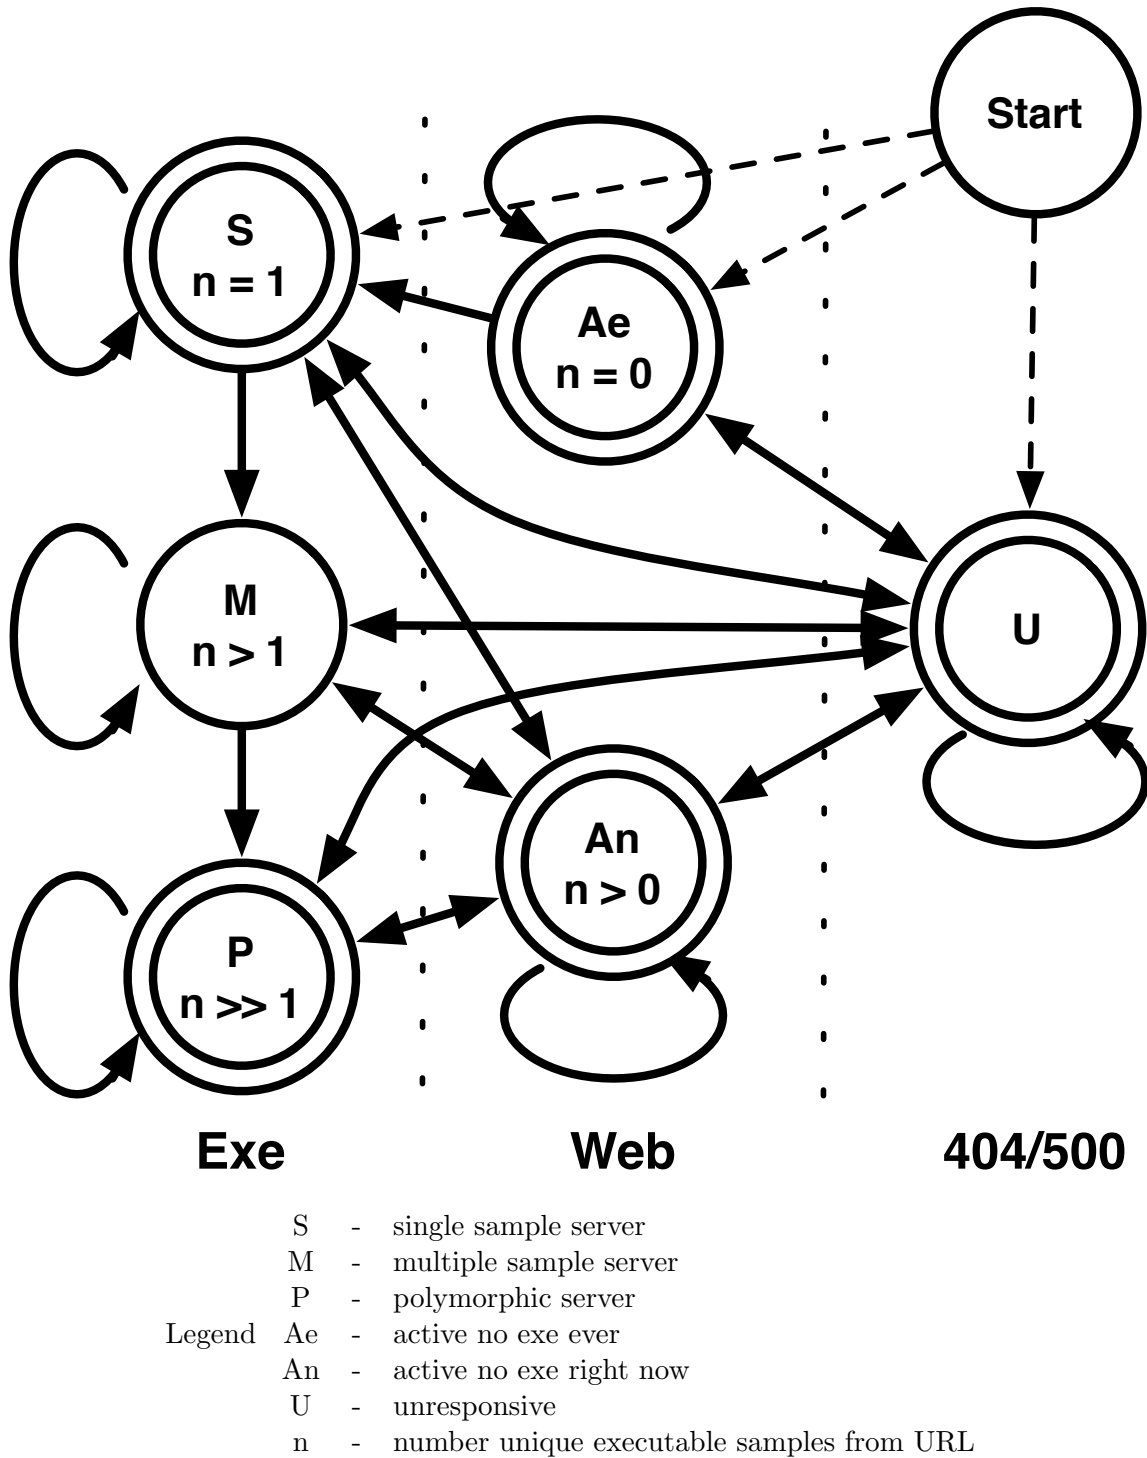 Start
S
n = 1
Ae
n = 0
M
n > 1
U
An
n > 0
P
n >> 1
Exe Web 404/500
S - single sample server
M - multiple sample server
P - polymorphic server
Legend Ae - active no exe ever
An - active no exe right now
U - unresponsive
n - number unique executable samples from URL